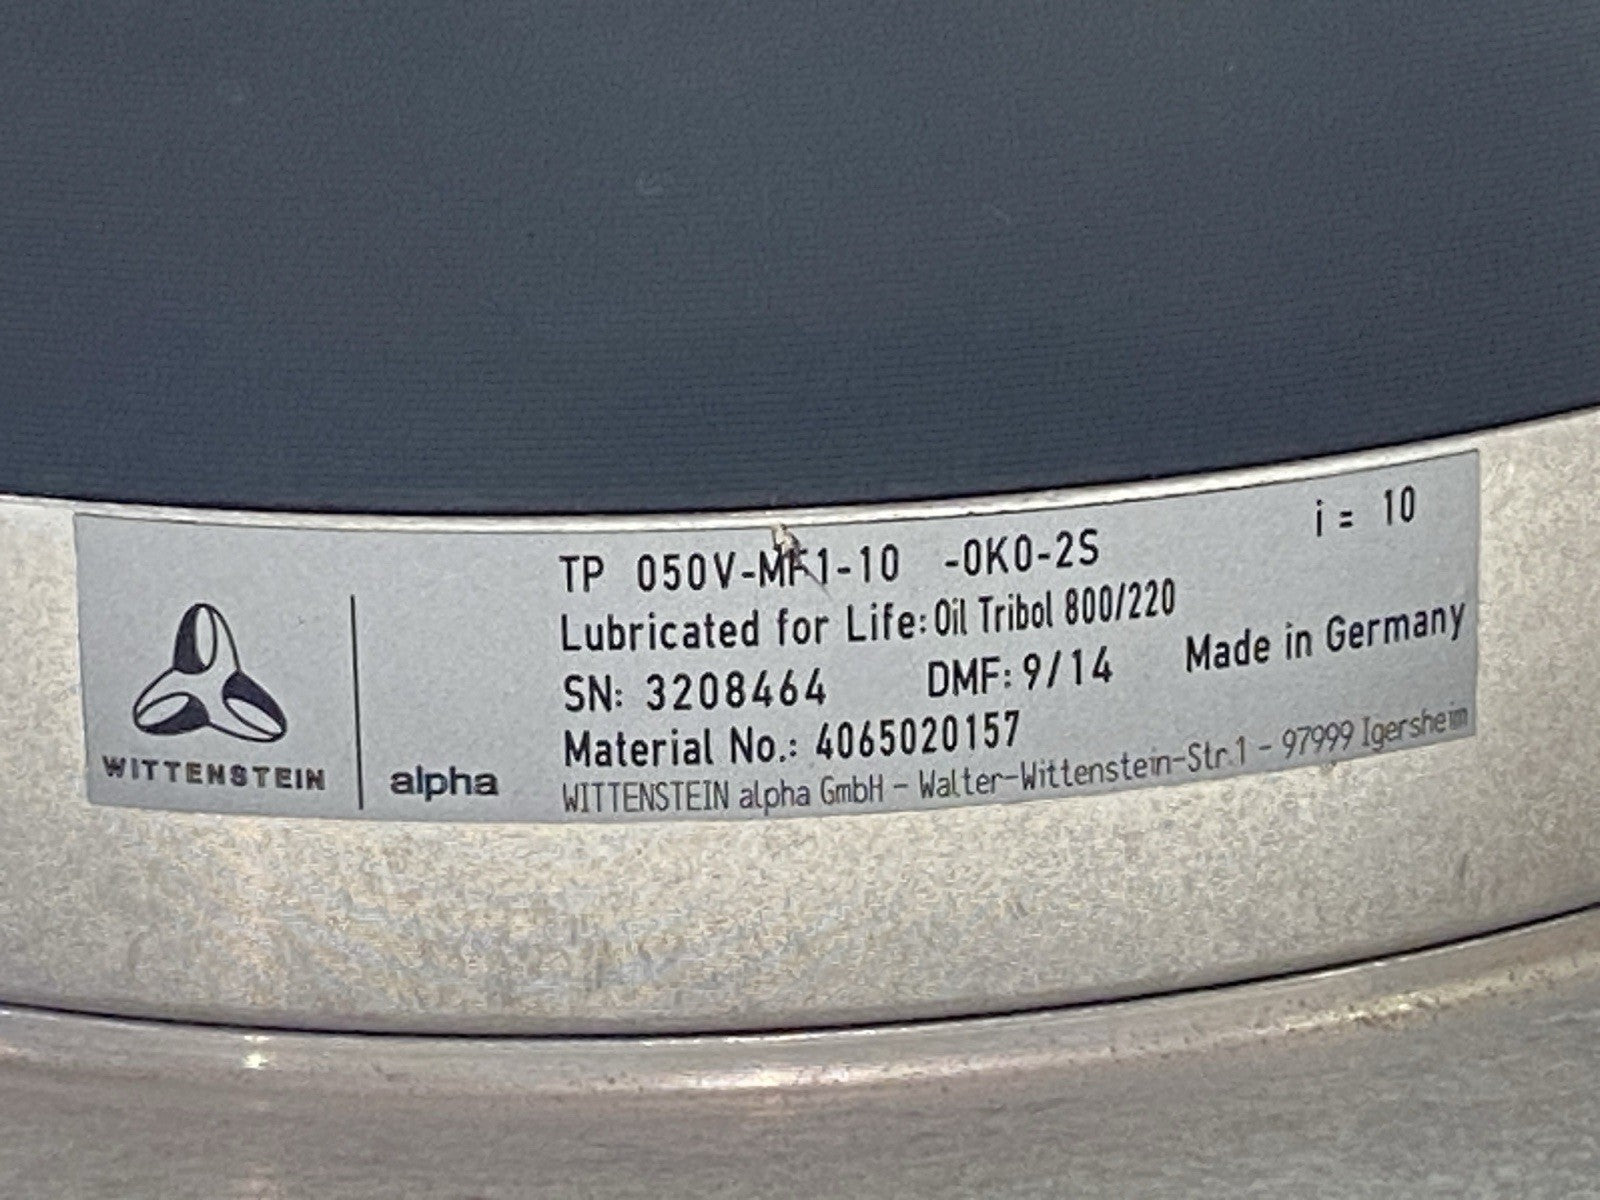 i = 10
TP 050V-MF1-10 -0K0-2S
Lubricated for Life: Oil Tribol 800/220
SN: 3208464 DMF: 9/14 Made in Germany
Material No.: 4065020157
WITTENSTEIN alpha GmbH - Walter-Wittenstein-Str.1 - 97999 Igersheim
WITTENSTEIN alpha